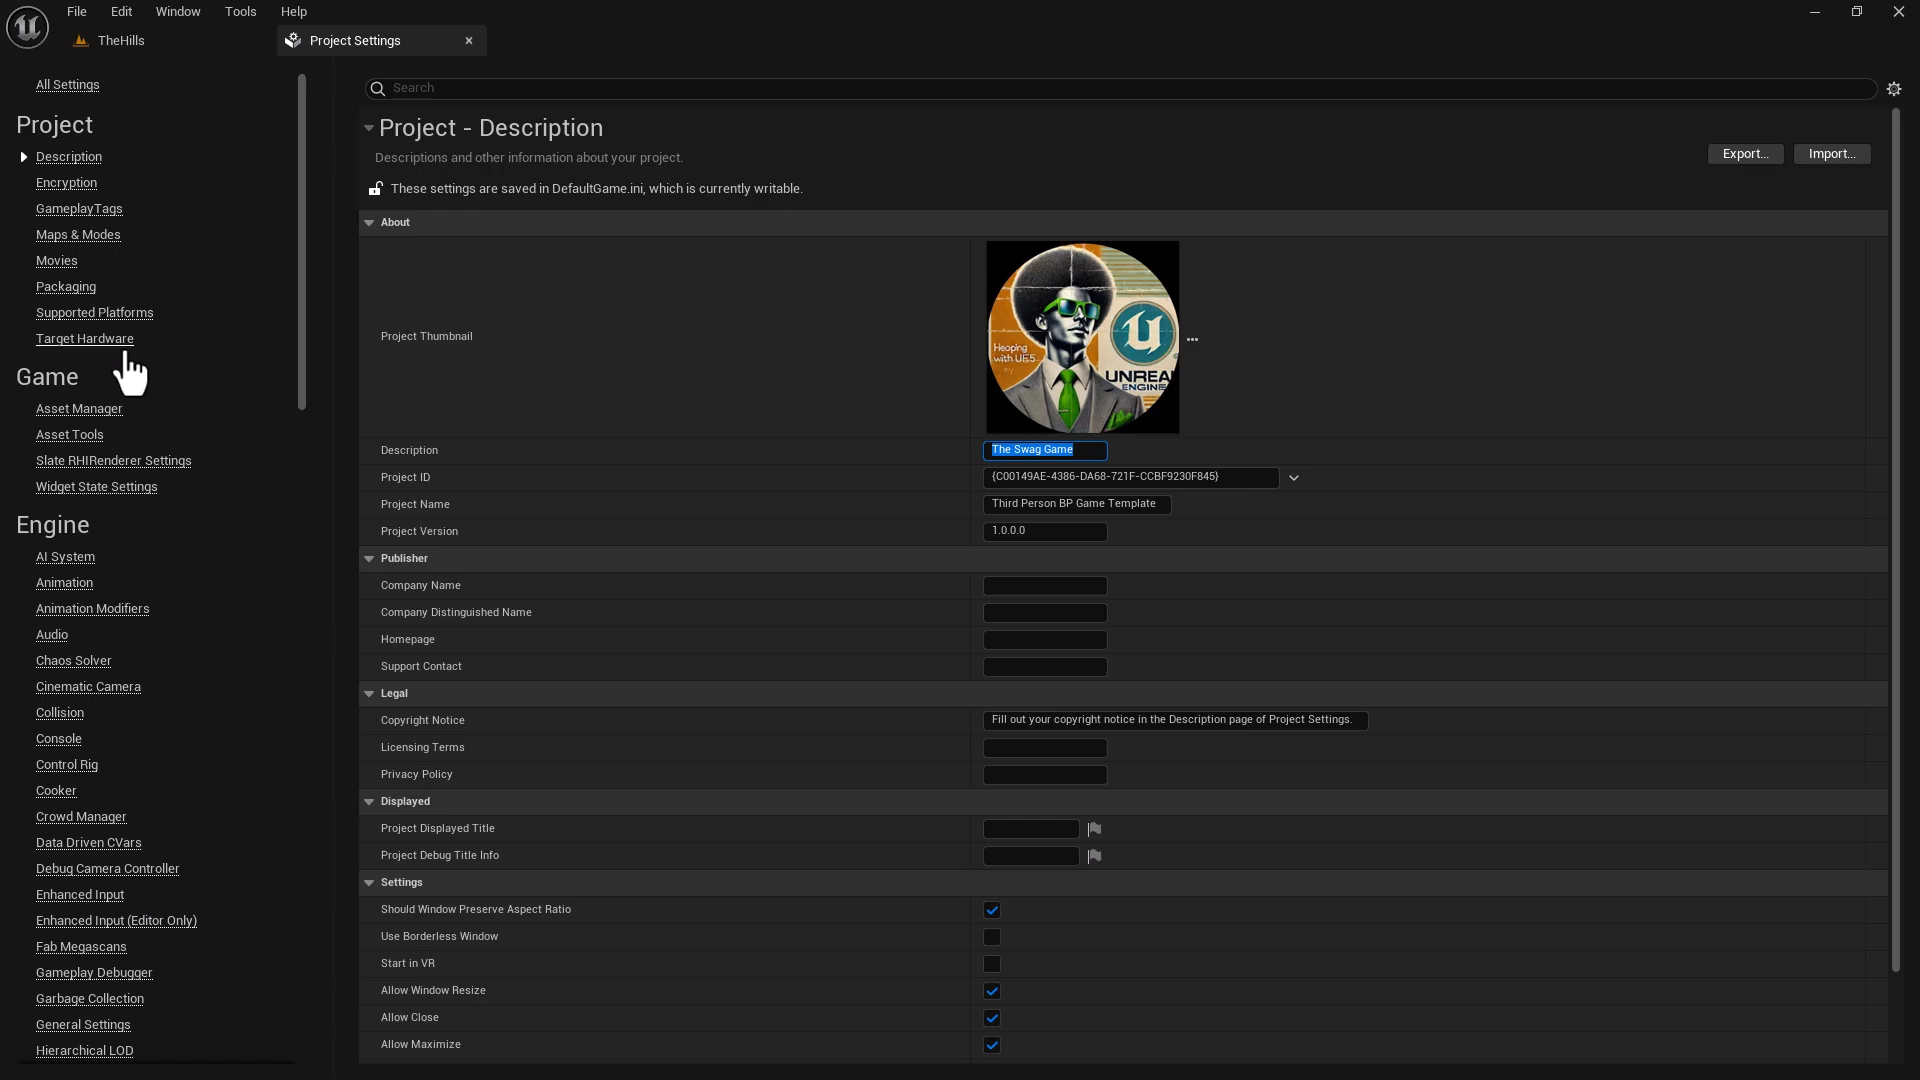 File Edit Window Tools Help
TheHills
Project Settings
All Settings
Project
Description
Encryption
GameplayTags
Maps & Modes
Movies
Packaging
Supported Platforms
Target Hardware
Game
Asset Manager
Asset Tools
Slate RHIRenderer Settings
Widget State Settings
Engine
AI System
Animation
Animation Modifiers
Audio
Chaos Solver
Cinematic Camera
Collision
Console
Control Rig
Cooker
Crowd Manager
Data Driven CVars
Debug Camera Controller
Enhanced Input
Enhanced Input (Editor Only)
Fab Megascans
Gameplay Debugger
Garbage Collection
General Settings
Hierarchical LOD
Search
Project - Description
Descriptions and other information about your project.
Export...
Import...
These settings are saved in DefaultGame.ini, which is currently writable.
About
Project Thumbnail
Heoping
with UE5
UNREAL
ENGINE
Description
The Swag Game
Project ID
{C00149AE-4386-DA68-721F-CCBF9230F845}
Project Name
Third Person BP Game Template
Project Version
1.0.0.0
Publisher
Company Name
Company Distinguished Name
Homepage
Support Contact
Legal
Copyright Notice
Fill out your copyright notice in the Description page of Project Settings.
Licensing Terms
Privacy Policy
Displayed
Project Displayed Title
Project Debug Title Info
Settings
Should Window Preserve Aspect Ratio
Use Borderless Window
Start in VR
Allow Window Resize
Allow Close
Allow Maximize